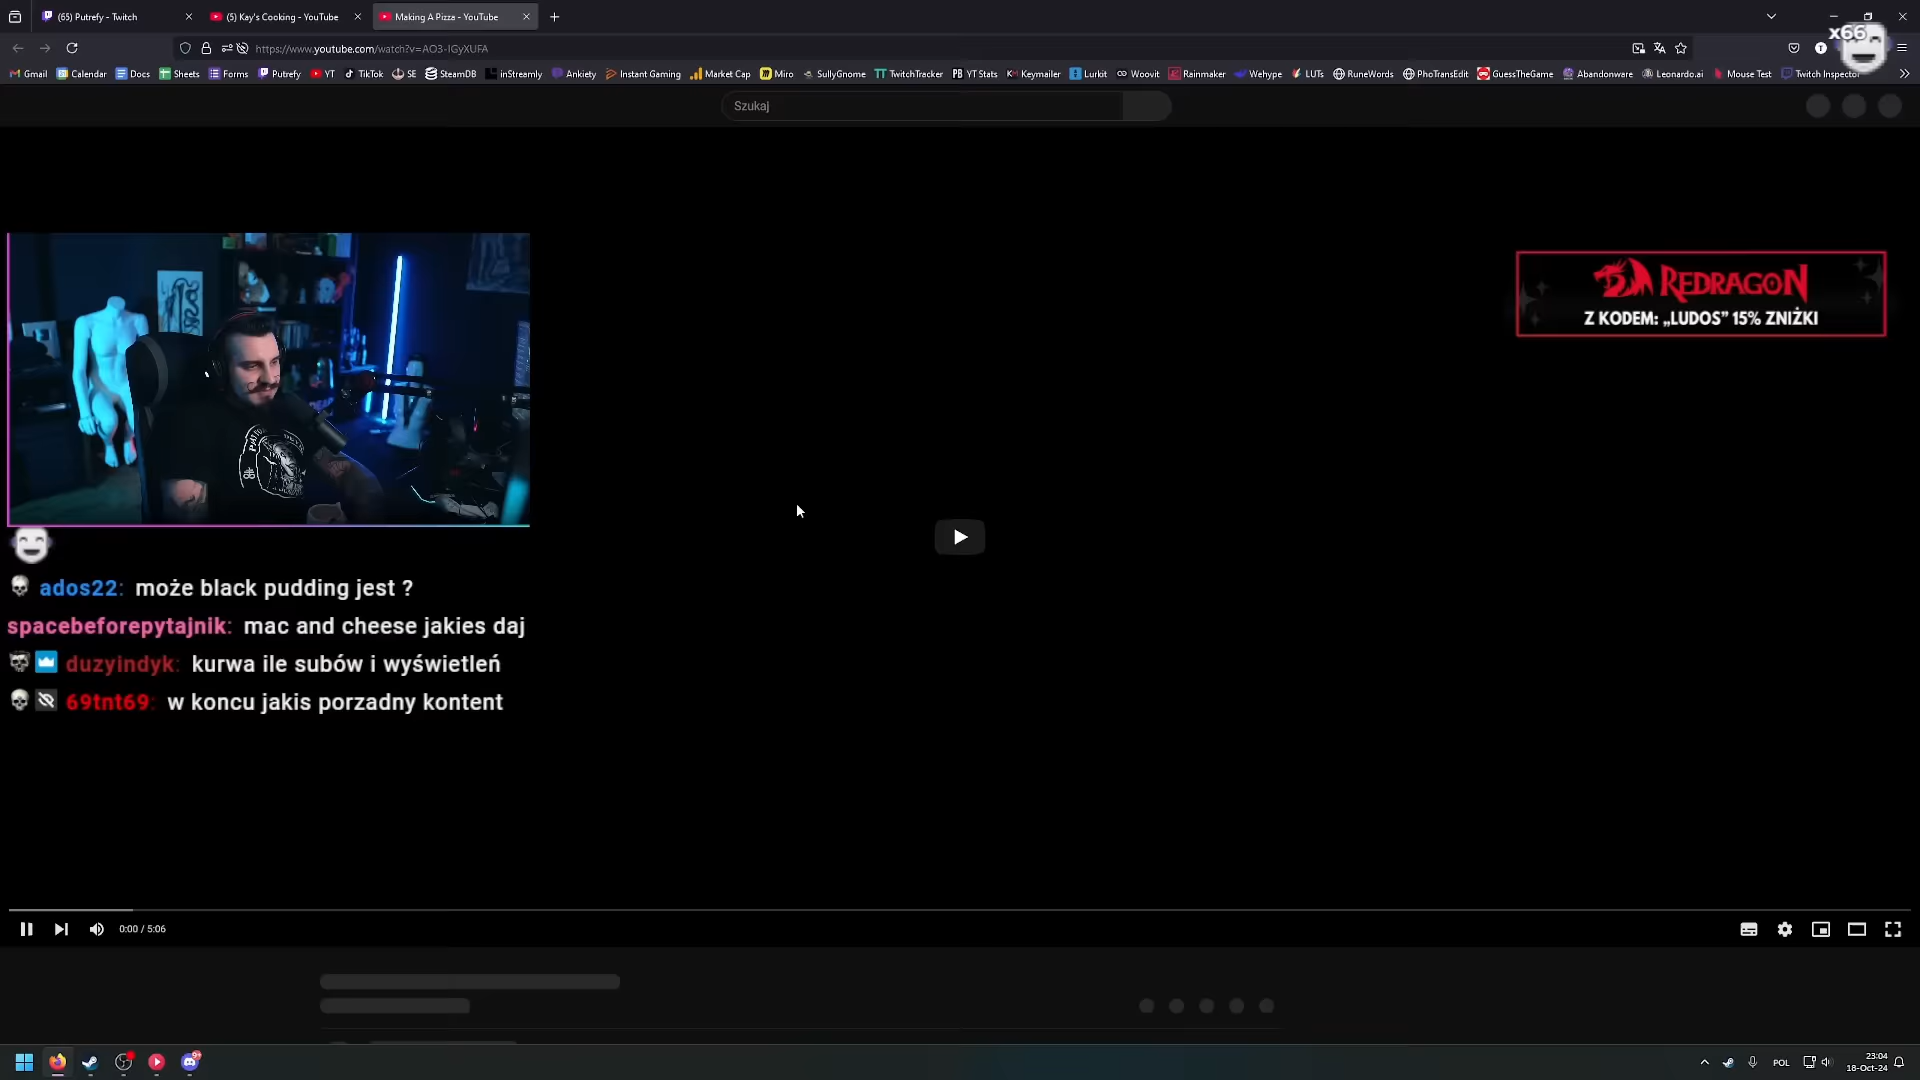 (65) Putrefy - Twitch
(5) Kay's Cooking - YouTube
Making A Pizza - YouTube
https://www.youtube.com/watch?v=AO3-IGyXUFA
x66
Gmail
Calendar
Docs
Sheets
Forms
Putrefy
YT
TikTok
SE
SteamDB
inStreamly
Ankiety
Instant Gaming
Market Cap
Miro
SullyGnome
TwitchTracker
YT Stats
Keymailer
Lurkit
Woovit
Rainmaker
Wehype
LUTs
RuneWords
PhoTransEdit
GuessTheGame
Abandonware
Leonardo.ai
Mouse Test
Twitch Inspector
Szukaj
REDRAGON
Z KODEM: „LUDOS” 15% ZNIŻKI
ados22: może black pudding jest ?
spacebeforepytajnik: mac and cheese jakies daj
duzyindyk: kurwa ile subów i wyświetleń
69tnt69: w koncu jakis porzadny kontent
0:00 / 5:06
POL
23:04
18-Oct-24